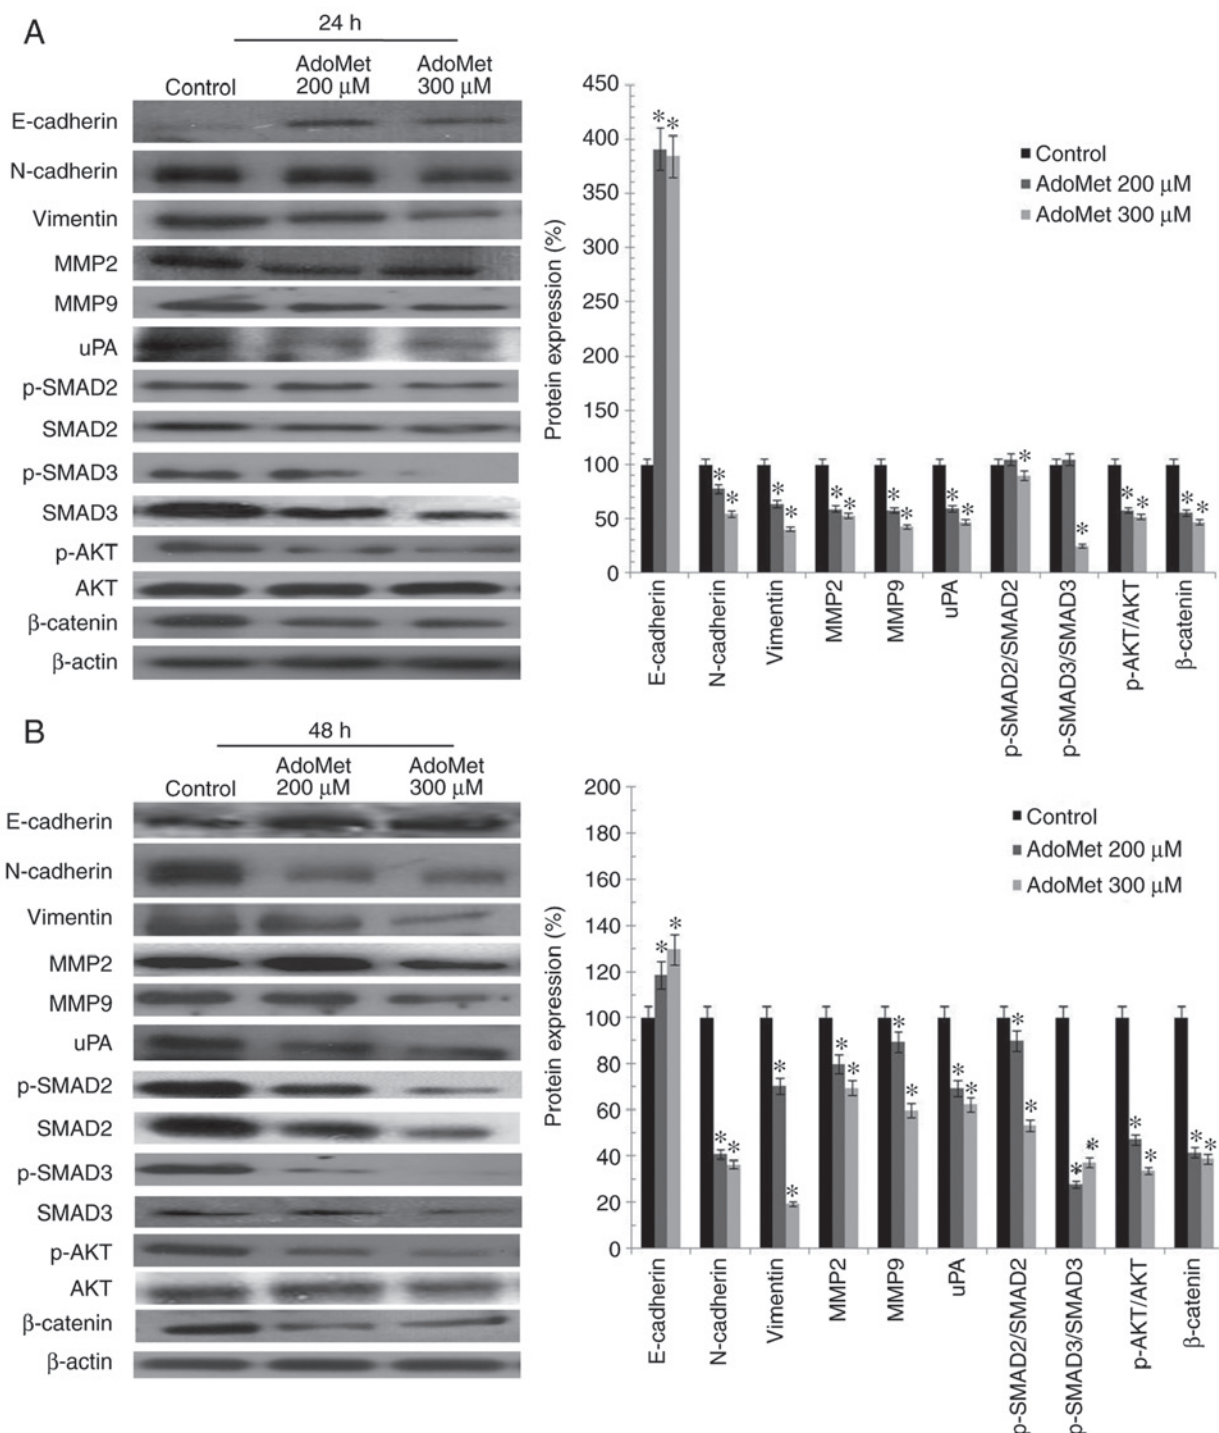 A
24 h
Control
AdoMet
200 μM
AdoMet
300 μM
E-cadherin
N-cadherin
Vimentin
MMP2
MMP9
uPA
p-SMAD2
SMAD2
p-SMAD3
SMAD3
p-AKT
AKT
β-catenin
β-actin
Protein expression (%)
450
400
350
300
250
200
150
100
50
0
* *
* *
* *
* *
* *
* *
*
*
* *
* *
Control
AdoMet 200 μM
AdoMet 300 μM
E-cadherin
N-cadherin
Vimentin
MMP2
MMP9
uPA
p-SMAD2/SMAD2
p-SMAD3/SMAD3
p-AKT/AKT
β-catenin
B
48 h
Control
AdoMet
200 μM
AdoMet
300 μM
E-cadherin
N-cadherin
Vimentin
MMP2
MMP9
uPA
p-SMAD2
SMAD2
p-SMAD3
SMAD3
p-AKT
AKT
β-catenin
β-actin
Protein expression (%)
200
180
160
140
120
100
80
60
40
20
0
* *
* *
* *
* *
* *
* *
* *
* *
* *
* *
Control
AdoMet 200 μM
AdoMet 300 μM
E-cadherin
N-cadherin
Vimentin
MMP2
MMP9
uPA
p-SMAD2/SMAD2
p-SMAD3/SMAD3
p-AKT/AKT
β-catenin